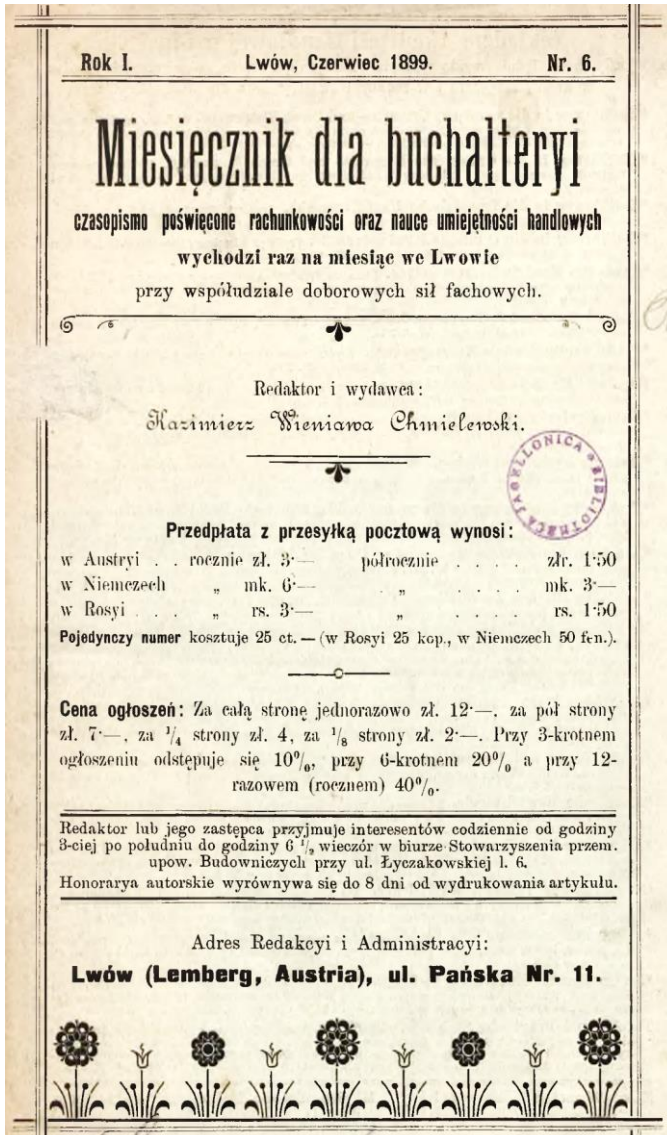 Rok I. Lwów, Czerwiec 1899. Nr. 6.
Miesięcznik dla buchalteryi
czasopismo poświęcone rachunkowości oraz nauce umiejętności handlowych
wychodzi raz na miesiąc we Lwowie
przy współudziale doborowych sił fachowych.
Redaktor i wydawca:
Kazimierz Wieniawa Chmielewski.
BIBLIOTHECA JAGELLONICA
Przedpłata z przesyłką pocztową wynosi:
w Austryi . . rocznie zł. 3·— półrocznie . . . . złr. 1·50
w Niemczech „ mk. 6·— „ . . . . mk. 3·—
w Rosyi . . . „ rs. 3·— „ . . . . rs. 1·50
Pojedynczy numer kosztuje 25 ct. — (w Rosyi 25 kop., w Niemczech 50 fen.).
Cena ogłoszeń: Za całą stronę jednorazowo zł. 12·—, za pół strony
zł. 7·—, za 1/4 strony zł. 4, za 1/8 strony zł. 2·—. Przy 3-krotnem
ogłoszeniu odstępuje się 10%, przy 6-krotnem 20% a przy 12-
razowem (rocznem) 40%.
Redaktor lub jego zastępca przyjmuje interesentów codziennie od godziny
3-ciej po południu do godziny 6 1/2 wieczór w biurze Stowarzyszenia przem.
upow. Budowniczych przy ul. Łyczakowskiej l. 6.
Honorarya autorskie wyrównywa się do 8 dni od wydrukowania artykułu.
Adres Redakcyi i Administracyi:
Lwów (Lemberg, Austria), ul. Pańska Nr. 11.